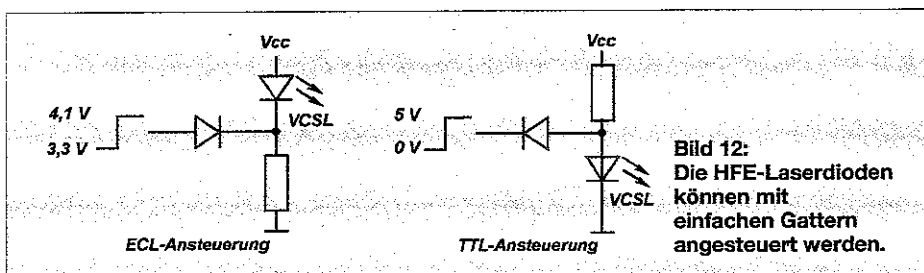 Vcc
4,1 V
3,3 V
VCSL
ECL-Ansteuerung
Vcc
5 V
0 V
VCSL
TTL-Ansteuerung
Bild 12:
Die HFE-Laserdioden
können mit
einfachen Gattern
angesteuert werden.